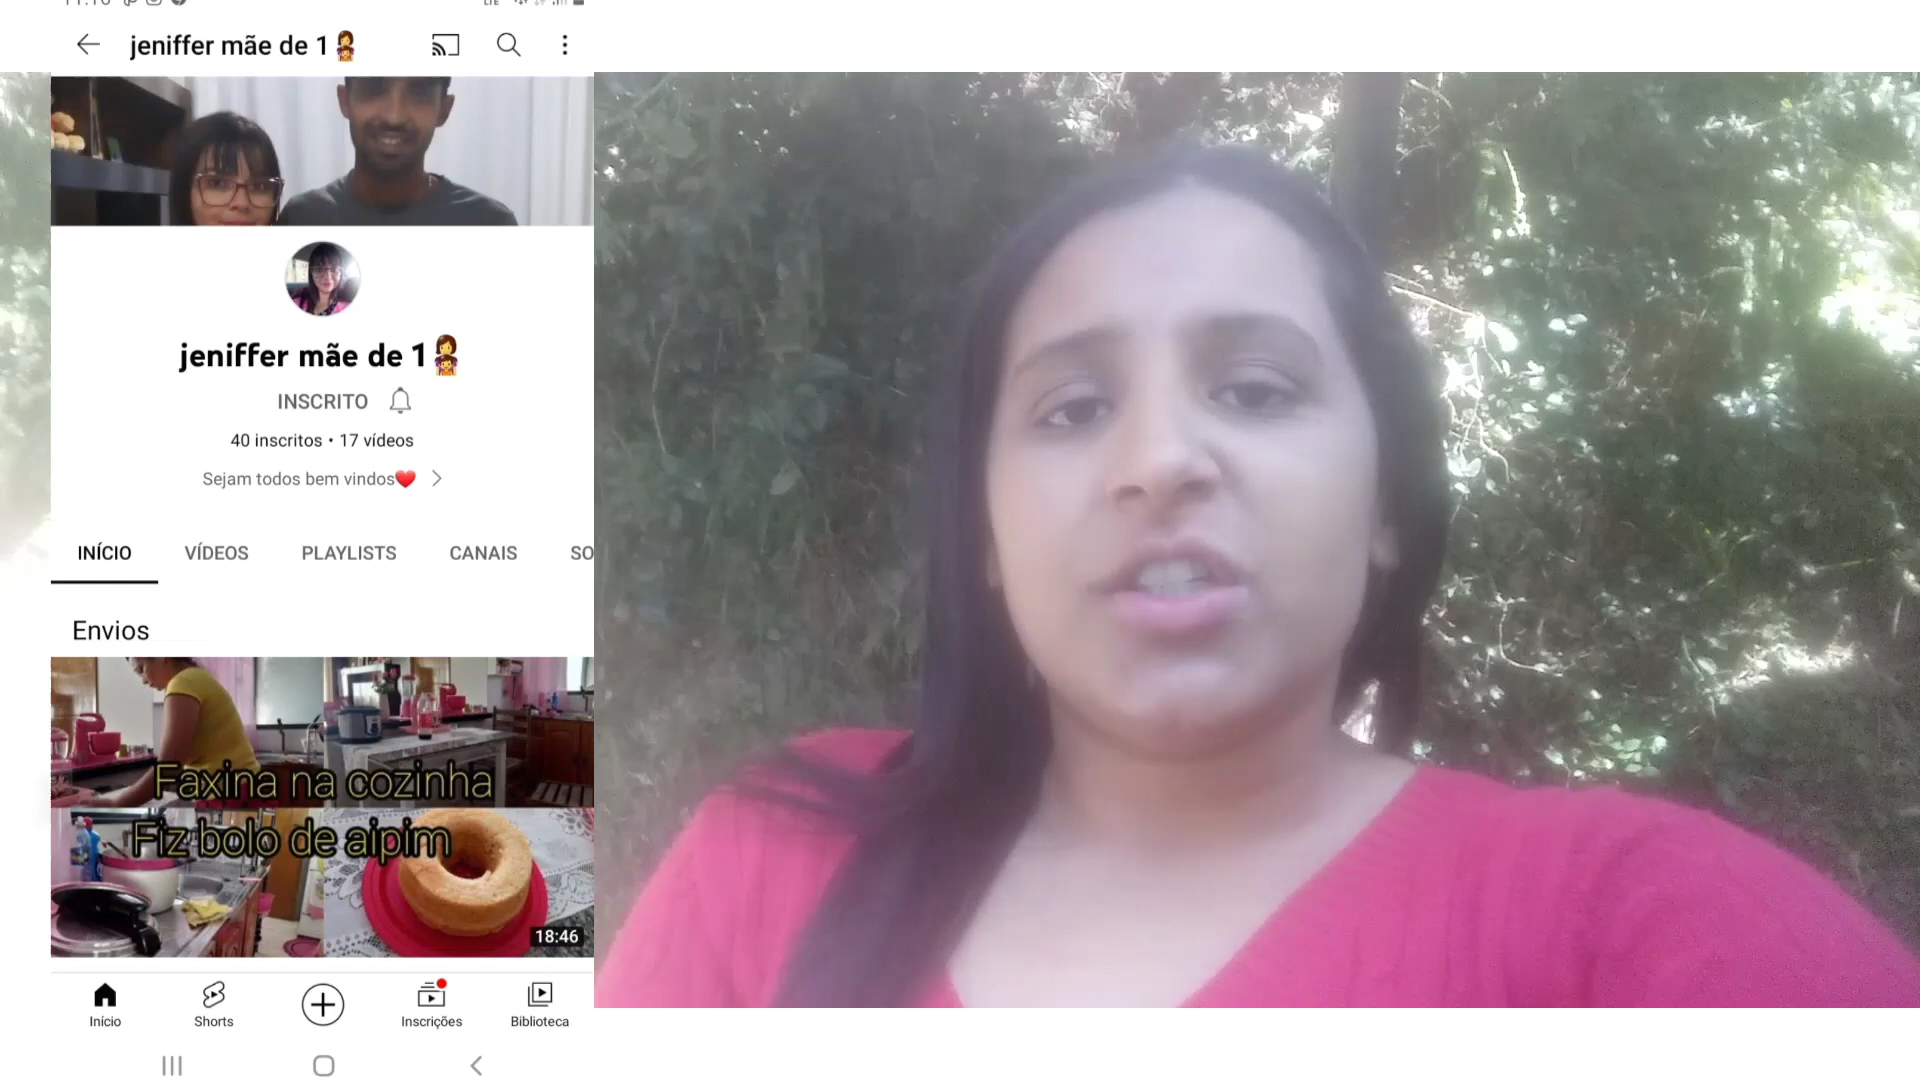 jeniffer mãe de 1
jeniffer mãe de 1
INSCRITO
40 inscritos • 17 vídeos
Sejam todos bem vindos❤️
INÍCIO VÍDEOS PLAYLISTS CANAIS SO
Envios
Faxina na cozinha
Fiz bolo de aipim
18:46
Início Shorts Inscrições Biblioteca